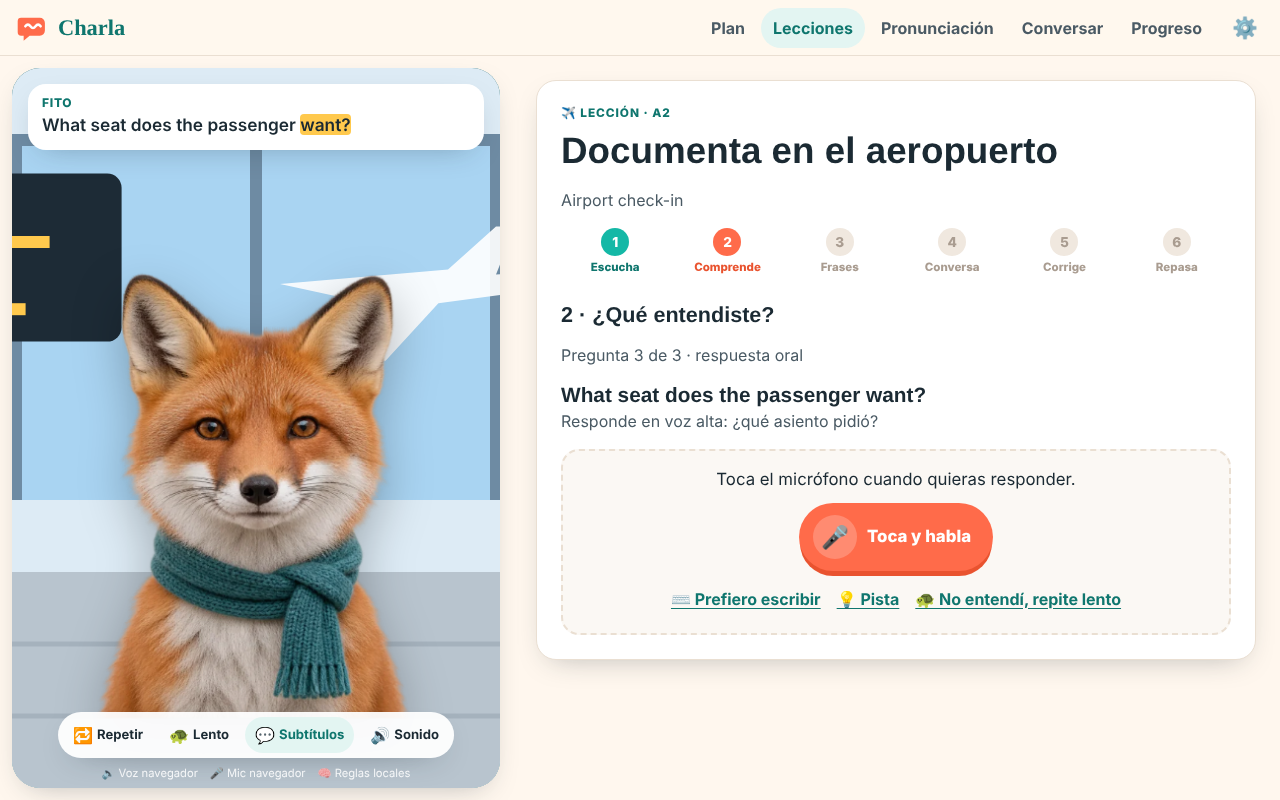 Charla
Plan
Lecciones
Pronunciación
Conversar
Progreso
FITO
What seat does the passenger want?
🔁 Repetir
🐢 Lento
💬 Subtítulos
🔊 Sonido
🔈 Voz navegador
🎤 Mic navegador
🧠 Reglas locales
✈️ LECCIÓN · A2
Documenta en el aeropuerto
Airport check-in
1
Escucha
2
Comprende
3
Frases
4
Conversa
5
Corrige
6
Repasa
2 · ¿Qué entendiste?
Pregunta 3 de 3 · respuesta oral
What seat does the passenger want?
Responde en voz alta: ¿qué asiento pidió?
Toca el micrófono cuando quieras responder.
🎤 Toca y habla
⌨️ Prefiero escribir
💡 Pista
🐢 No entendí, repite lento